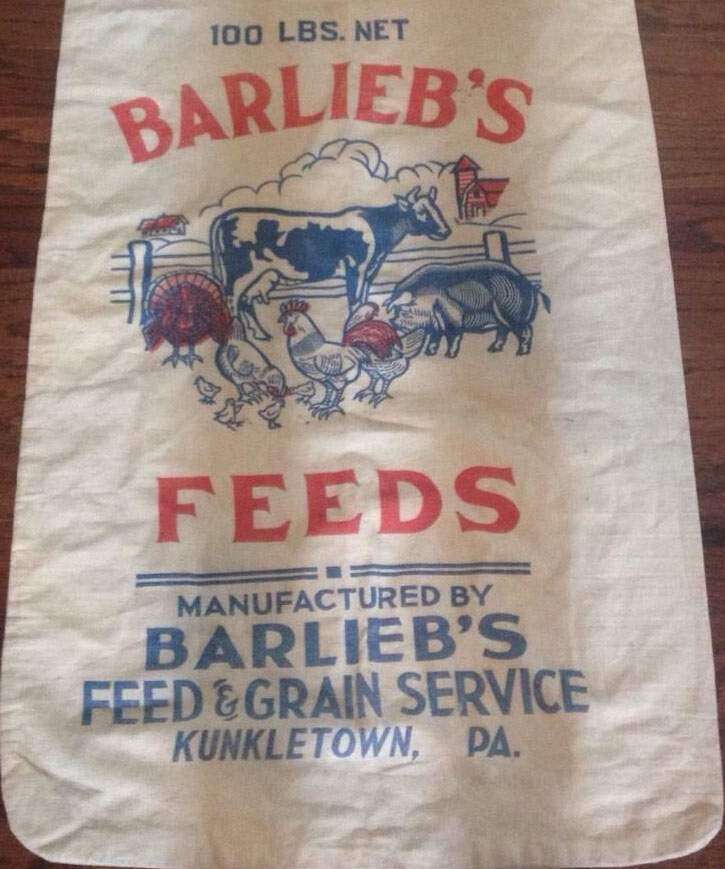 100 LBS. NET
BARLIEB'S
FEEDS
MANUFACTURED BY
BARLIEB'S
FEED & GRAIN SERVICE
KUNKLETOWN, PA.